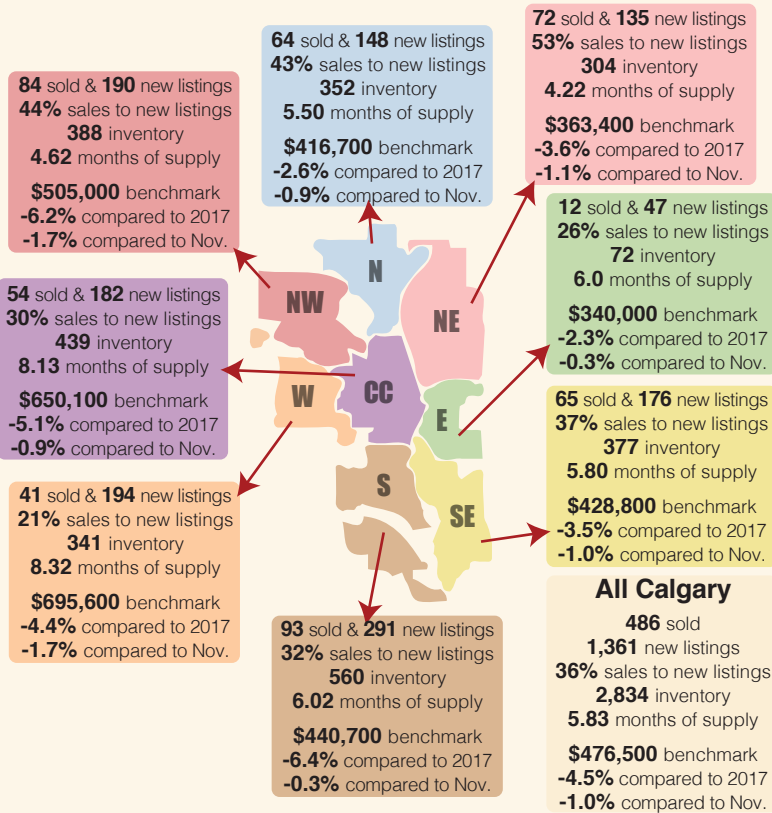 64 sold & 148 new listings
43% sales to new listings
352 inventory
5.50 months of supply
$416,700 benchmark
-2.6% compared to 2017
-0.9% compared to Nov.
72 sold & 135 new listings
53% sales to new listings
304 inventory
4.22 months of supply
$363,400 benchmark
-3.6% compared to 2017
-1.1% compared to Nov.
84 sold & 190 new listings
44% sales to new listings
388 inventory
4.62 months of supply
$505,000 benchmark
-6.2% compared to 2017
-1.7% compared to Nov.
12 sold & 47 new listings
26% sales to new listings
72 inventory
6.0 months of supply
$340,000 benchmark
-2.3% compared to 2017
-0.3% compared to Nov.
N
NW
NE
W
CC
E
S
SE
54 sold & 182 new listings
30% sales to new listings
439 inventory
8.13 months of supply
$650,100 benchmark
-5.1% compared to 2017
-0.9% compared to Nov.
65 sold & 176 new listings
37% sales to new listings
377 inventory
5.80 months of supply
$428,800 benchmark
-3.5% compared to 2017
-1.0% compared to Nov.
41 sold & 194 new listings
21% sales to new listings
341 inventory
8.32 months of supply
$695,600 benchmark
-4.4% compared to 2017
-1.7% compared to Nov.
93 sold & 291 new listings
32% sales to new listings
560 inventory
6.02 months of supply
$440,700 benchmark
-6.4% compared to 2017
-0.3% compared to Nov.
All Calgary
486 sold
1,361 new listings
36% sales to new listings
2,834 inventory
5.83 months of supply
$476,500 benchmark
-4.5% compared to 2017
-1.0% compared to Nov.